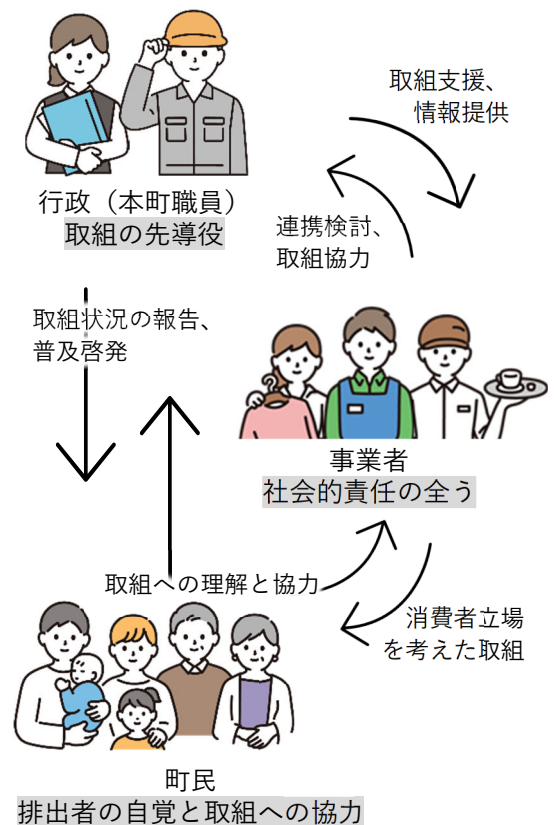 取組支援、
情報提供
行政（本町職員）
取組の先導役
連携検討、
取組協力
取組状況の報告、
普及啓発
事業者
社会的責任の全う
取組への理解と協力
消費者立場
を考えた取組
町民
排出者の自覚と取組への協力